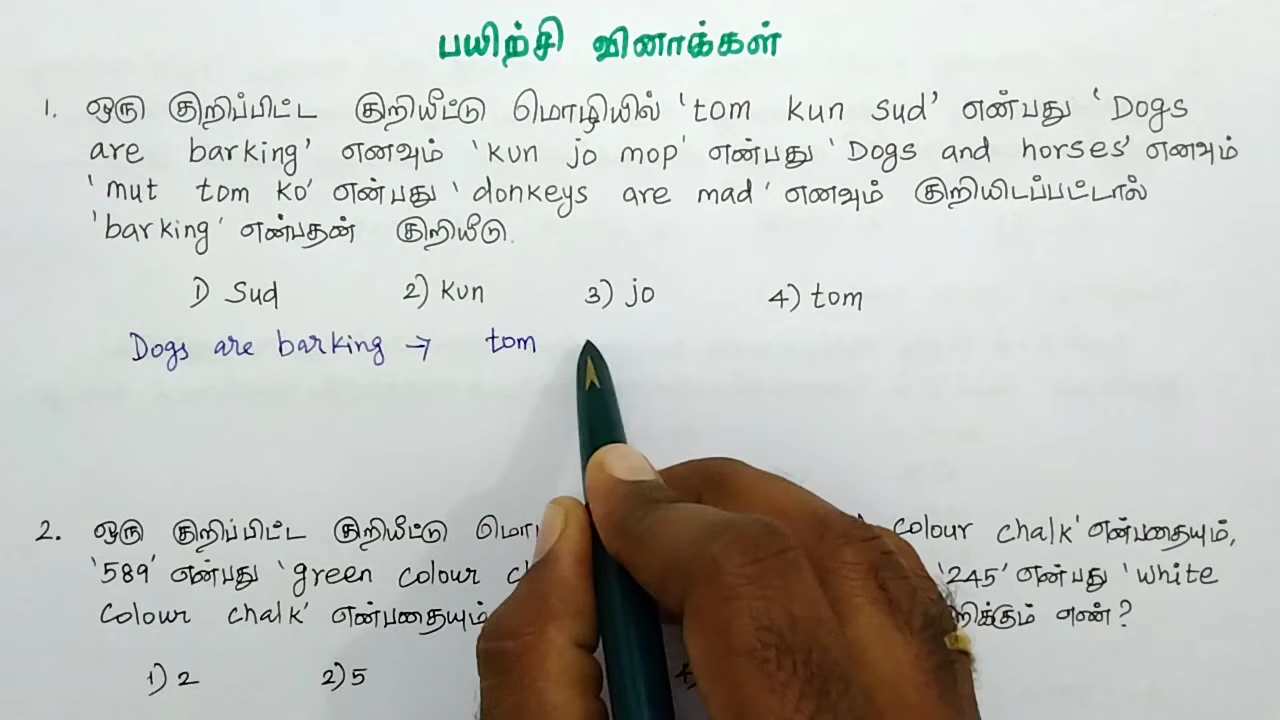 பயிற்சி வினாக்கள்
1. ஒரு குறிப்பிட்ட குறியீட்டு மொழியில் 'tom kun sud' என்பது 'Dogs
are barking' எனவும் 'kun jo mop' என்பது 'Dogs and horses' எனவும்
'mut tom ko' என்பது 'donkeys are mad' எனவும் குறியிடப்பட்டால்
'barking' என்பதன் குறியீடு.
1) Sud 2) kun 3) jo 4) tom
Dogs are barking → tom
2. ஒரு குறிப்பிட்ட குறியீட்டு colour chalk' என்பதையும்,
'589' என்பது 'green colour '245' என்பது 'white
colour chalk' என்பதையும் எண்?
1) 2 2) 5